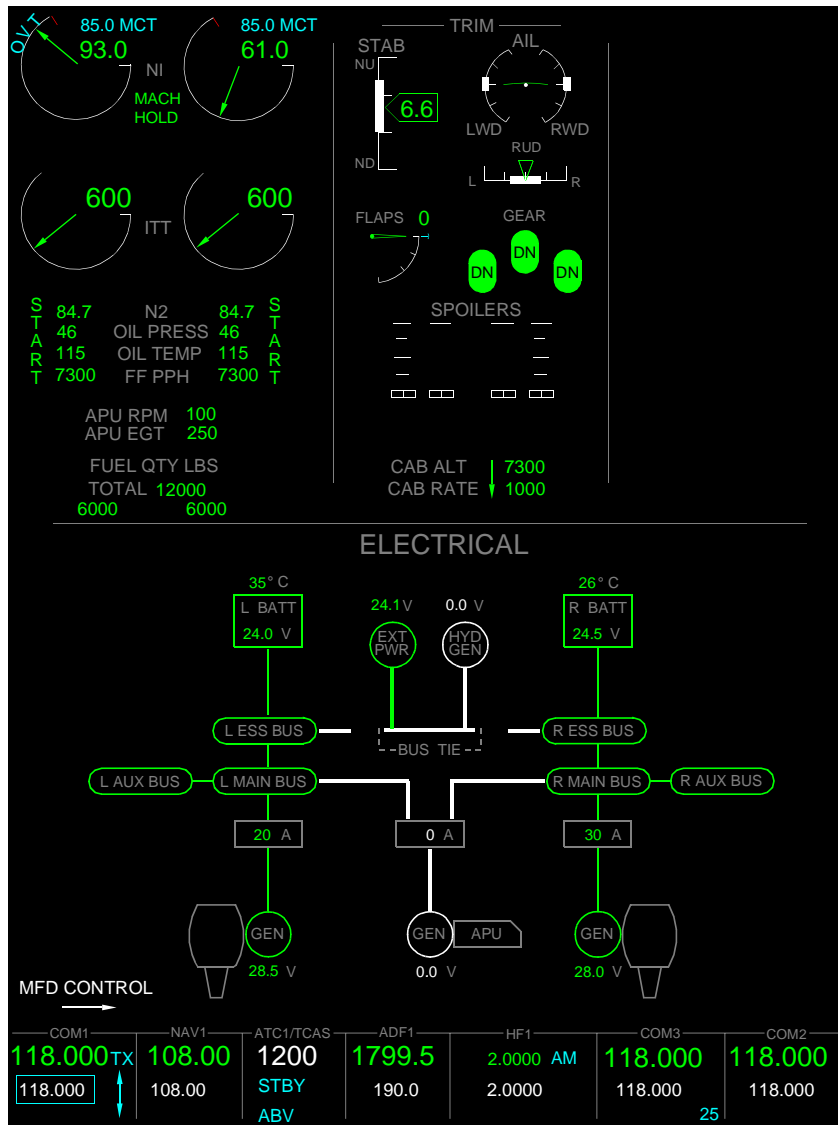 85.0 MCT 85.0 MCT
OVT 93.0 NI 61.0
MACH
HOLD
600 ITT 600
START 84.7 N2 84.7 START
46 OIL PRESS 46
115 OIL TEMP 115
7300 FF PPH 7300
APU RPM 100
APU EGT 250
FUEL QTY LBS
TOTAL 12000
6000 6000
TRIM
STAB AIL
NU
6.6
LWD RWD
ND
RUD
L R
FLAPS 0 GEAR
DN DN DN
SPOILERS
CAB ALT 7300
CAB RATE 1000
ELECTRICAL
35° C 26° C
L BATT 24.1 V 0.0 V R BATT
24.0 V EXT PWR HYD GEN 24.5 V
L ESS BUS R ESS BUS
BUS TIE
L AUX BUS L MAIN BUS R MAIN BUS R AUX BUS
20 A 0 A 30 A
GEN GEN APU GEN
28.5 V 0.0 V 28.0 V
MFD CONTROL
COM1 NAV1 ATC1/TCAS ADF1 HF1 COM3 COM2
118.000 TX 108.00 1200 1799.5 2.0000 AM 118.000 118.000
118.000 108.00 STBY 190.0 2.0000 118.000 118.000
ABV 25